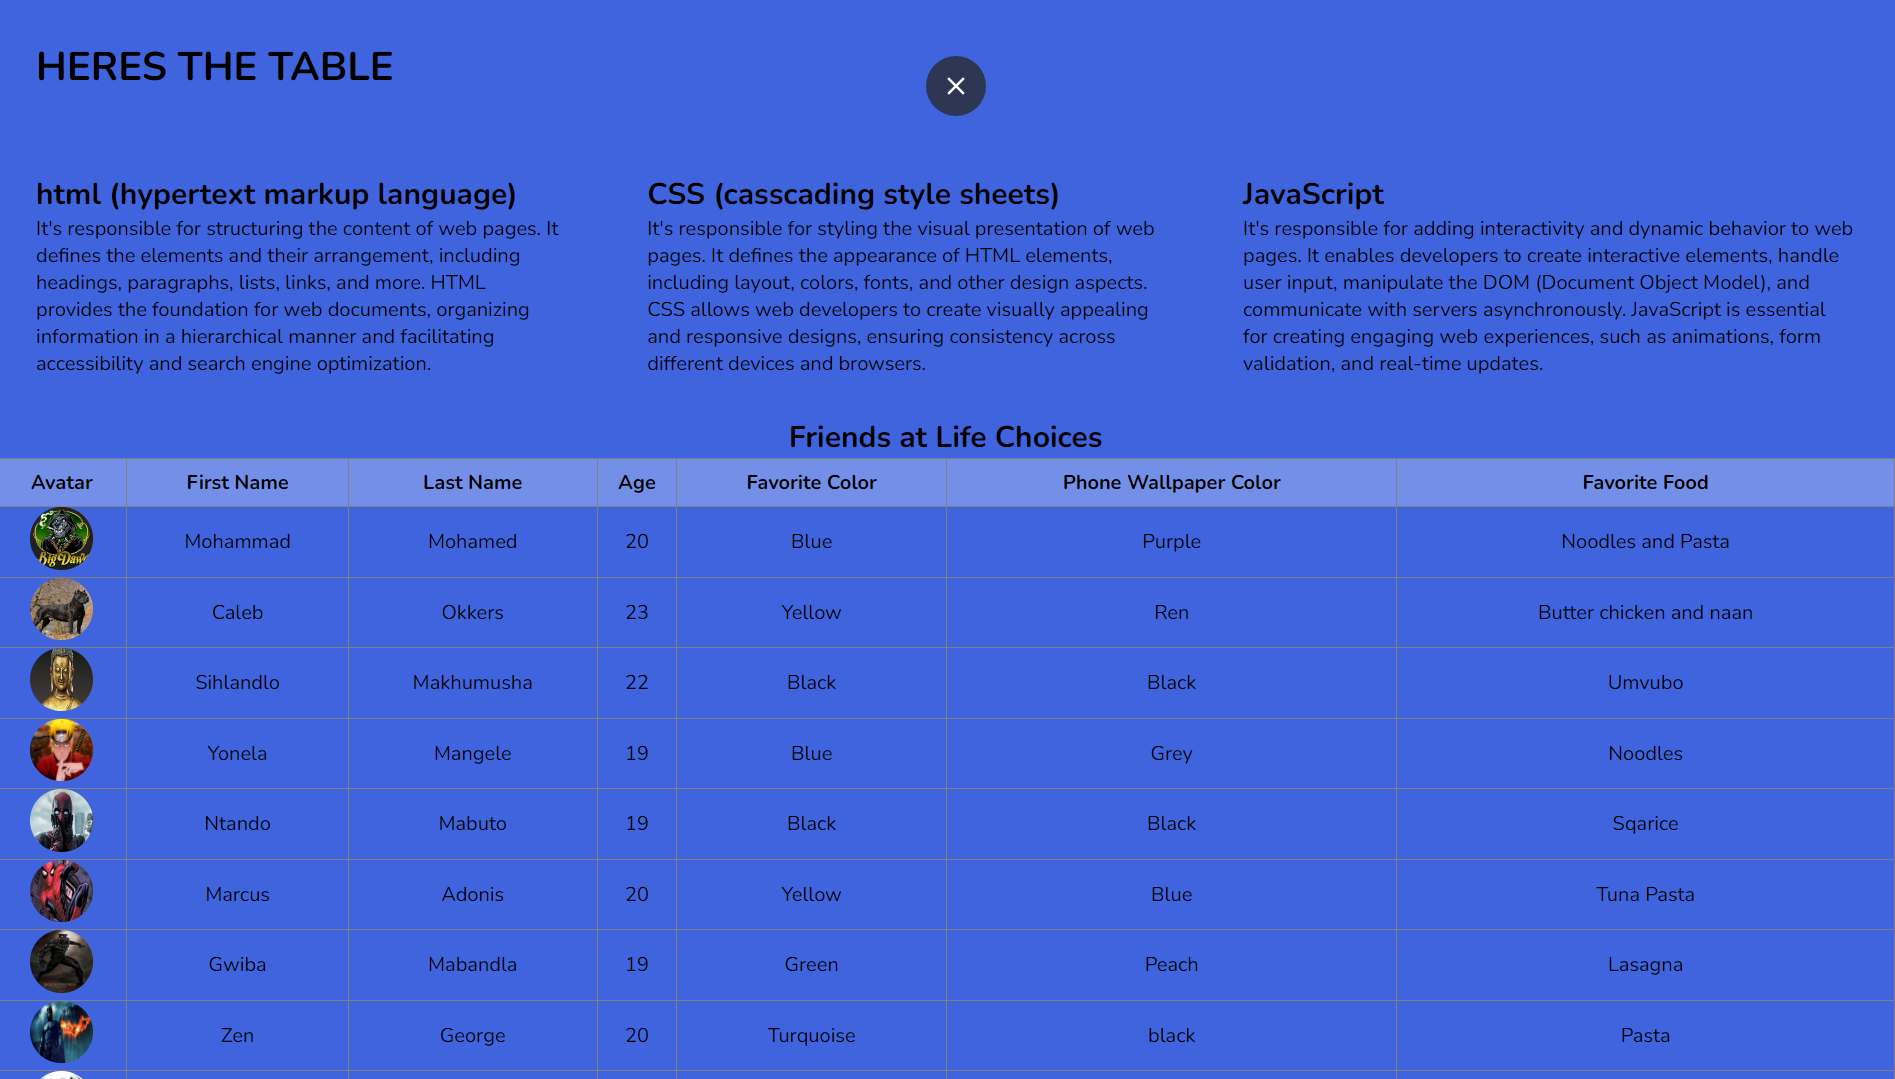 HERES THE TABLE
html (hypertext markup language)
It's responsible for structuring the content of web pages. It
defines the elements and their arrangement, including
headings, paragraphs, lists, links, and more. HTML
provides the foundation for web documents, organizing
information in a hierarchical manner and facilitating
accessibility and search engine optimization.
CSS (casscading style sheets)
It's responsible for styling the visual presentation of web
pages. It defines the appearance of HTML elements,
including layout, colors, fonts, and other design aspects.
CSS allows web developers to create visually appealing
and responsive designs, ensuring consistency across
different devices and browsers.
JavaScript
It's responsible for adding interactivity and dynamic behavior to web
pages. It enables developers to create interactive elements, handle
user input, manipulate the DOM (Document Object Model), and
communicate with servers asynchronously. JavaScript is essential
for creating engaging web experiences, such as animations, form
validation, and real-time updates.
Friends at Life Choices
Avatar First Name Last Name Age Favorite Color Phone Wallpaper Color Favorite Food
Big Dawg Mohammad Mohamed 20 Blue Purple Noodles and Pasta
Caleb Okkers 23 Yellow Ren Butter chicken and naan
Sihlandlo Makhumusha 22 Black Black Umvubo
Yonela Mangele 19 Blue Grey Noodles
Ntando Mabuto 19 Black Black Sqarice
Marcus Adonis 20 Yellow Blue Tuna Pasta
Gwiba Mabandla 19 Green Peach Lasagna
Zen George 20 Turquoise black Pasta